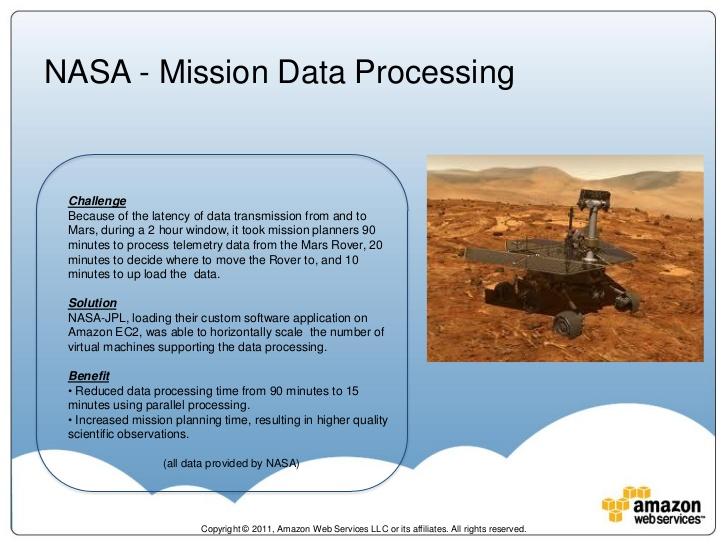 NASA - Mission Data Processing
Challenge
Because of the latency of data transmission from and to
Mars, during a 2 hour window, it took mission planners 90
minutes to process telemetry data from the Mars Rover, 20
minutes to decide where to move the Rover to, and 10
minutes to up load the data.
Solution
NASA-JPL, loading their custom software application on
Amazon EC2, was able to horizontally scale the number of
virtual machines supporting the data processing.
Benefit
• Reduced data processing time from 90 minutes to 15
minutes using parallel processing.
• Increased mission planning time, resulting in higher quality
scientific observations.
(all data provided by NASA)
amazon
webservices™
Copyright © 2011, Amazon Web Services LLC or its affiliates. All rights reserved.